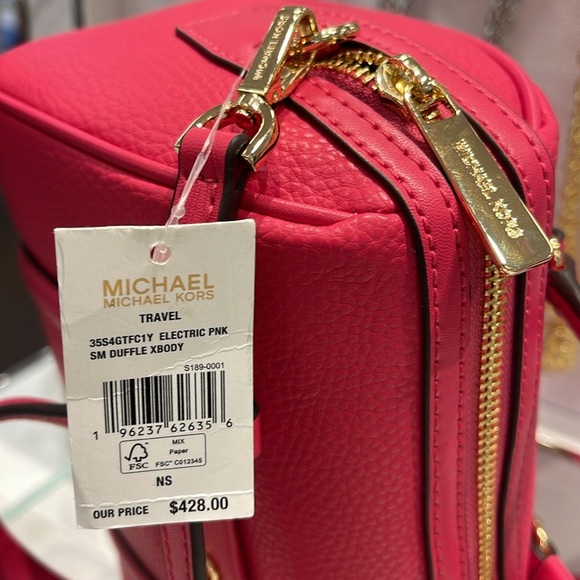 MICHAEL KORS
MICHAEL KORS
MICHAEL
MICHAEL KORS
TRAVEL
35S4GTFC1Y ELECTRIC PNK
SM DUFFLE XBODY
S189-0001
1 96237 62635 6
MIX
Paper
FSC
FSC™ C012345
NS
OUR PRICE $428.00